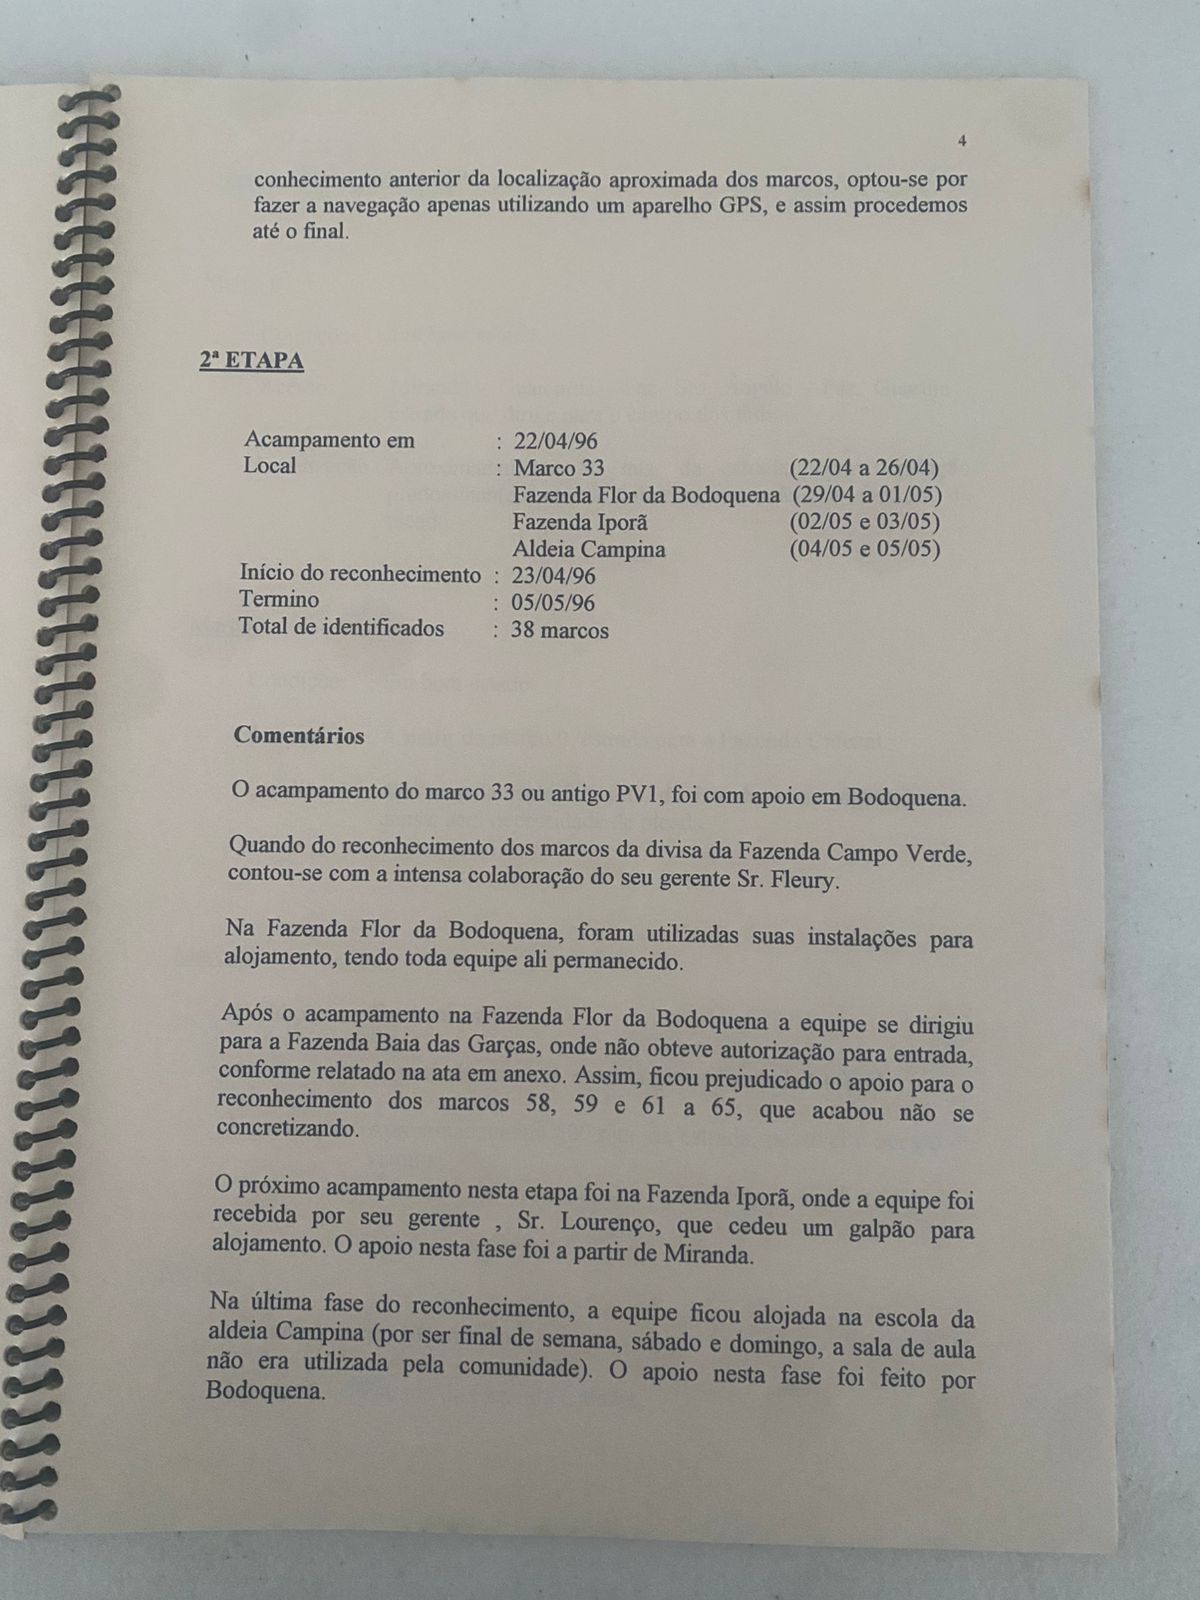 4
conhecimento anterior da localização aproximada dos marcos, optou-se por
fazer a navegação apenas utilizando um aparelho GPS, e assim procedemos
até o final.
2ª ETAPA
Acampamento em : 22/04/96
Local : Marco 33 (22/04 a 26/04)
Fazenda Flor da Bodoquena (29/04 a 01/05)
Fazenda Iporã (02/05 e 03/05)
Aldeia Campina (04/05 e 05/05)
Início do reconhecimento : 23/04/96
Termino : 05/05/96
Total de identificados : 38 marcos
Comentários
O acampamento do marco 33 ou antigo PV1, foi com apoio em Bodoquena.
Quando do reconhecimento dos marcos da divisa da Fazenda Campo Verde,
contou-se com a intensa colaboração do seu gerente Sr. Fleury.
Na Fazenda Flor da Bodoquena, foram utilizadas suas instalações para
alojamento, tendo toda equipe ali permanecido.
Após o acampamento na Fazenda Flor da Bodoquena a equipe se dirigiu
para a Fazenda Baia das Garças, onde não obteve autorização para entrada,
conforme relatado na ata em anexo. Assim, ficou prejudicado o apoio para o
reconhecimento dos marcos 58, 59 e 61 a 65, que acabou não se
concretizando.
O próximo acampamento nesta etapa foi na Fazenda Iporã, onde a equipe foi
recebida por seu gerente , Sr. Lourenço, que cedeu um galpão para
alojamento. O apoio nesta fase foi a partir de Miranda.
Na última fase do reconhecimento, a equipe ficou alojada na escola da
aldeia Campina (por ser final de semana, sábado e domingo, a sala de aula
não era utilizada pela comunidade). O apoio nesta fase foi feito por
Bodoquena.